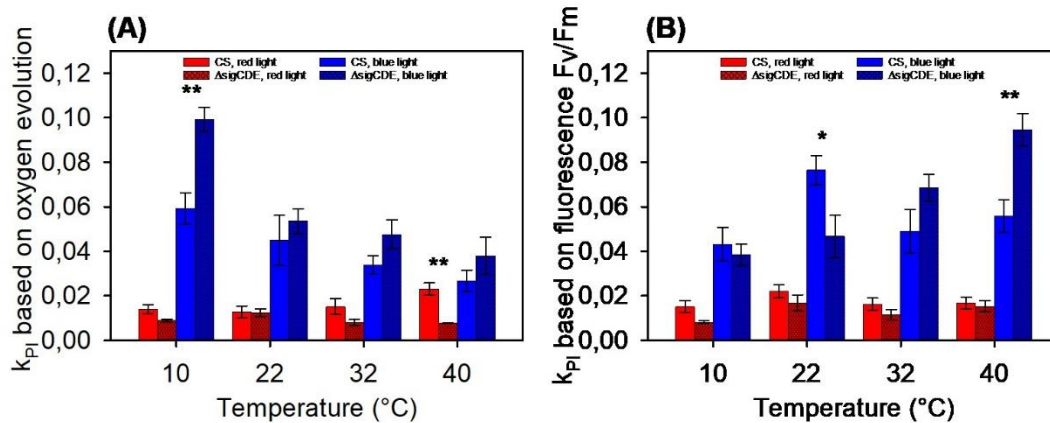 (A)
k_PI based on oxygen evolution
0,12
0,10
0,08
0,06
0,04
0,02
0,00
CS, red light
CS, blue light
ΔsigCDE, red light
ΔsigCDE, blue light
**
**
10
22
32
40
Temperature (°C)
(B)
k_PI based on fluorescence Fv/Fm
0,12
0,10
0,08
0,06
0,04
0,02
0,00
CS, red light
CS, blue light
ΔsigCDE, red light
ΔsigCDE, blue light
*
**
10
22
32
40
Temperature (°C)